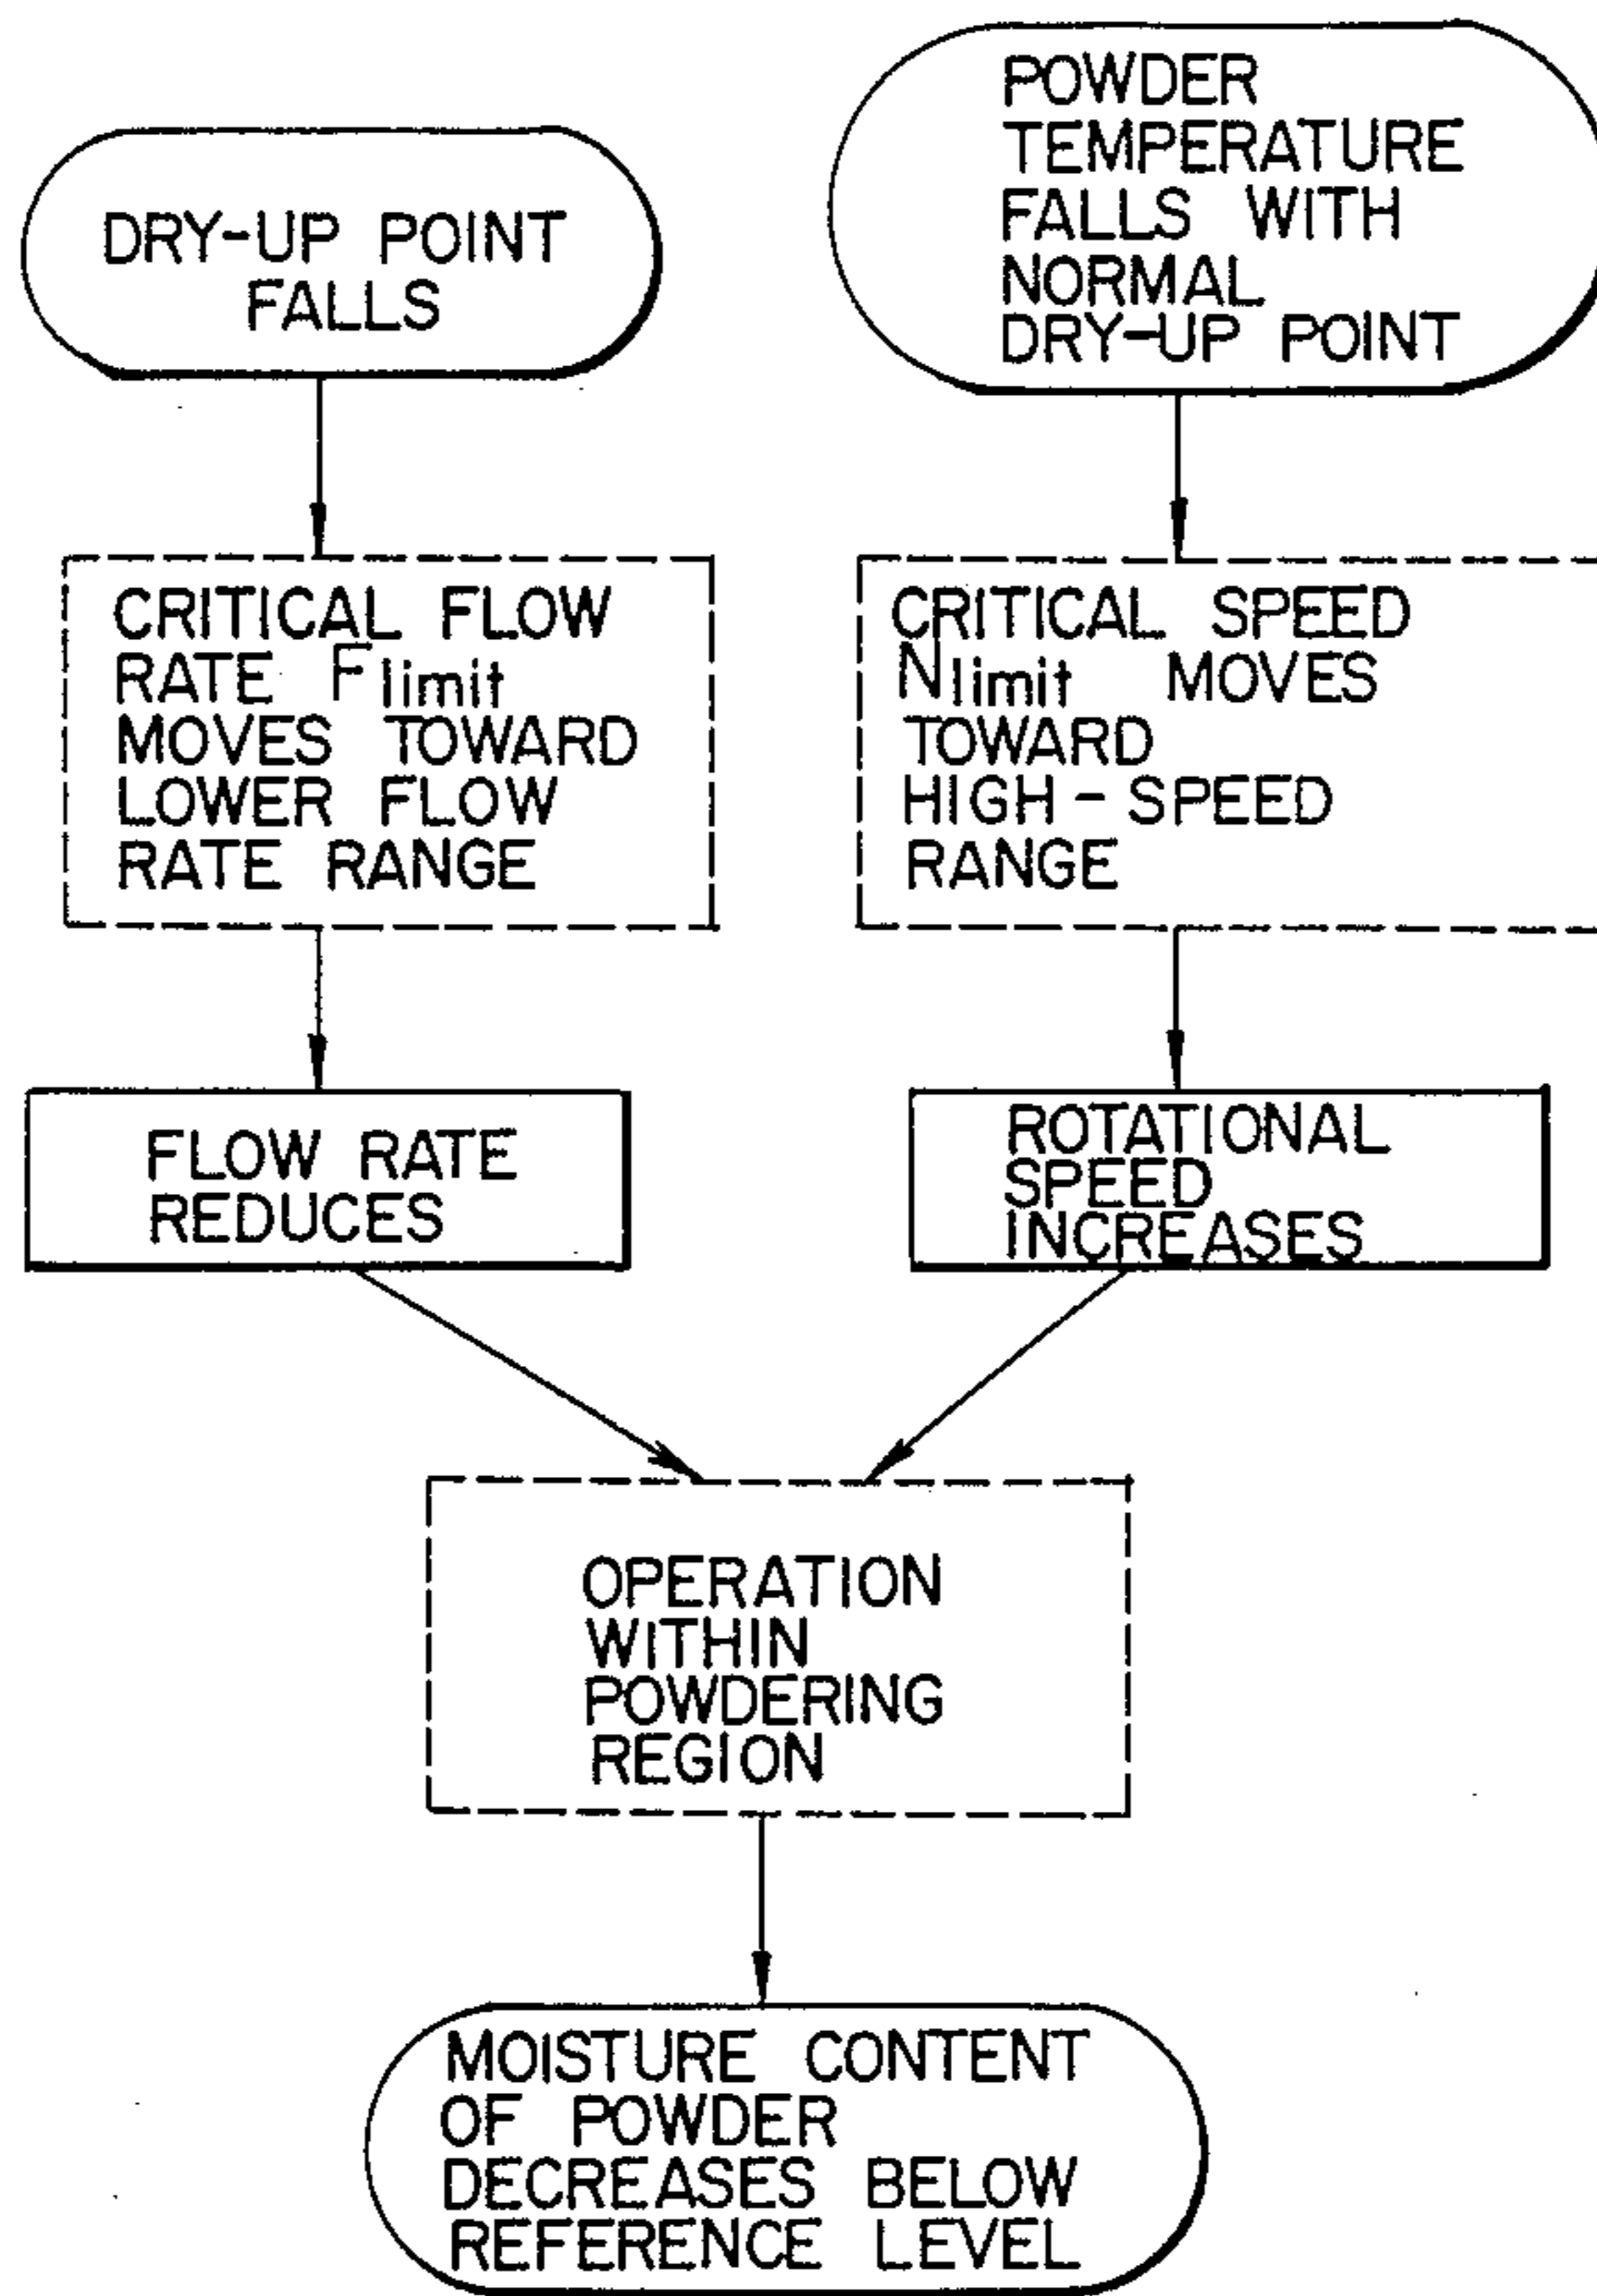 DRY-UP POINT
FALLS
POWDER
TEMPERATURE
FALLS WITH
NORMAL
DRY-UP POINT
CRITICAL FLOW
RATE Flimit
MOVES TOWARD
LOWER FLOW
RATE RANGE
CRITICAL SPEED
Nlimit MOVES
TOWARD
HIGH-SPEED
RANGE
FLOW RATE
REDUCES
ROTATIONAL
SPEED
INCREASES
OPERATION
WITHIN
POWDERING
REGION
MOISTURE CONTENT
OF POWDER
DECREASES BELOW
REFERENCE LEVEL